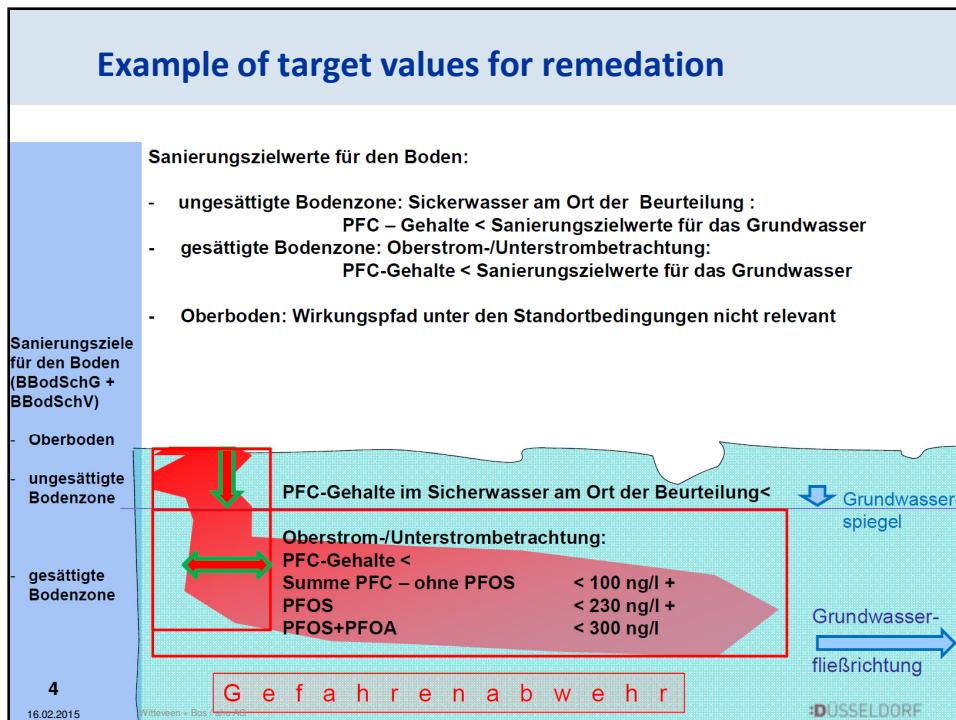 Example of target values for remedation
Sanierungszielwerte für den Boden:
- ungesättigte Bodenzone: Sickerwasser am Ort der Beurteilung :
PFC – Gehalte < Sanierungszielwerte für das Grundwasser
- gesättigte Bodenzone: Oberstrom-/Unterstrombetrachtung:
PFC-Gehalte < Sanierungszielwerte für das Grundwasser
- Oberboden: Wirkungspfad unter den Standortbedingungen nicht relevant
Sanierungsziele
für den Boden
(BBodSchG +
BBodSchV)
- Oberboden
- ungesättigte
Bodenzone
- gesättigte
Bodenzone
PFC-Gehalte im Sicherwasser am Ort der Beurteilung<
Grundwasser-
spiegel
Oberstrom-/Unterstrombetrachtung:
PFC-Gehalte <
Summe PFC – ohne PFOS < 100 ng/l +
PFOS < 230 ng/l +
PFOS+PFOA < 300 ng/l
Grundwasser-
fließrichtung
G e f a h r e n a b w e h r
4
16.02.2015
Witteveen + Bos AG
:DÜSSELDORF